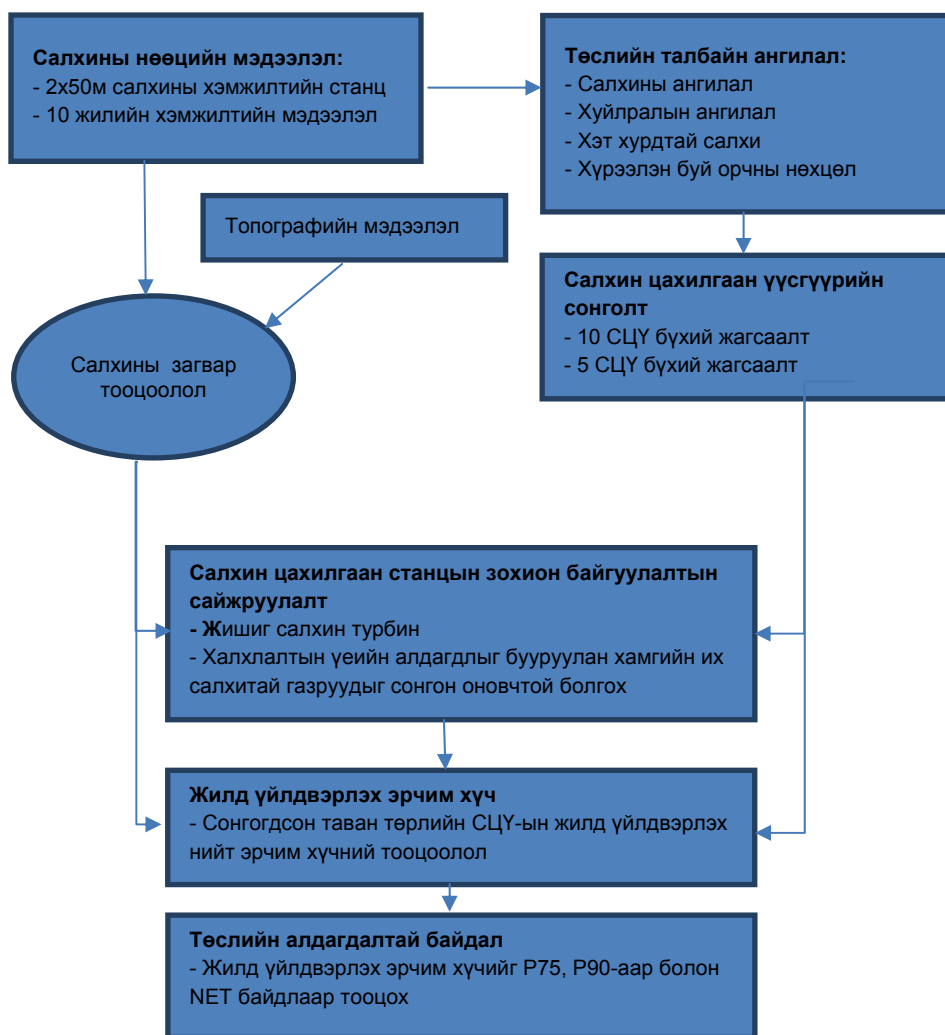 Салхины нөөцийн мэдээлэл:
- 2х50м салхины хэмжилтийн станц
- 10 жилийн хэмжилтийн мэдээлэл
Төслийн талбайн ангилал:
- Салхины ангилал
- Хуйлралын ангилал
- Хэт хурдтай салхи
- Хүрээлэн буй орчны нөхцөл
Топографийн мэдээлэл
Салхин цахилгаан үүсгүүрийн
сонголт
- 10 СЦҮ бүхий жагсаалт
- 5 СЦҮ бүхий жагсаалт
Салхины загвар
тооцоолол
Салхин цахилгаан станцын зохион байгуулалтын
сайжруулалт
- Жишиг салхин турбин
- Халхлалтын үеийн алдагдлыг бууруулан хамгийн их
салхитай газруудыг сонгон оновчтой болгох
Жилд үйлдвэрлэх эрчим хүч
- Сонгогдсон таван төрлийн СЦҮ-ын жилд үйлдвэрлэх
нийт эрчим хүчний тооцоолол
Төслийн алдагдалтай байдал
- Жилд үйлдвэрлэх эрчим хүчийг P75, P90-аар болон
NET байдлаар тооцох